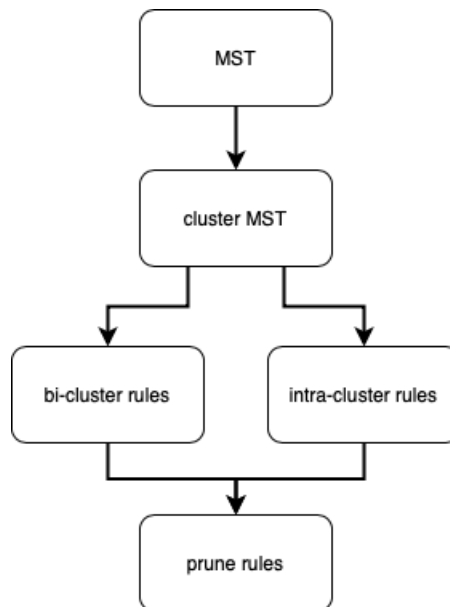 MST
cluster MST
bi-cluster rules
intra-cluster rules
prune rules